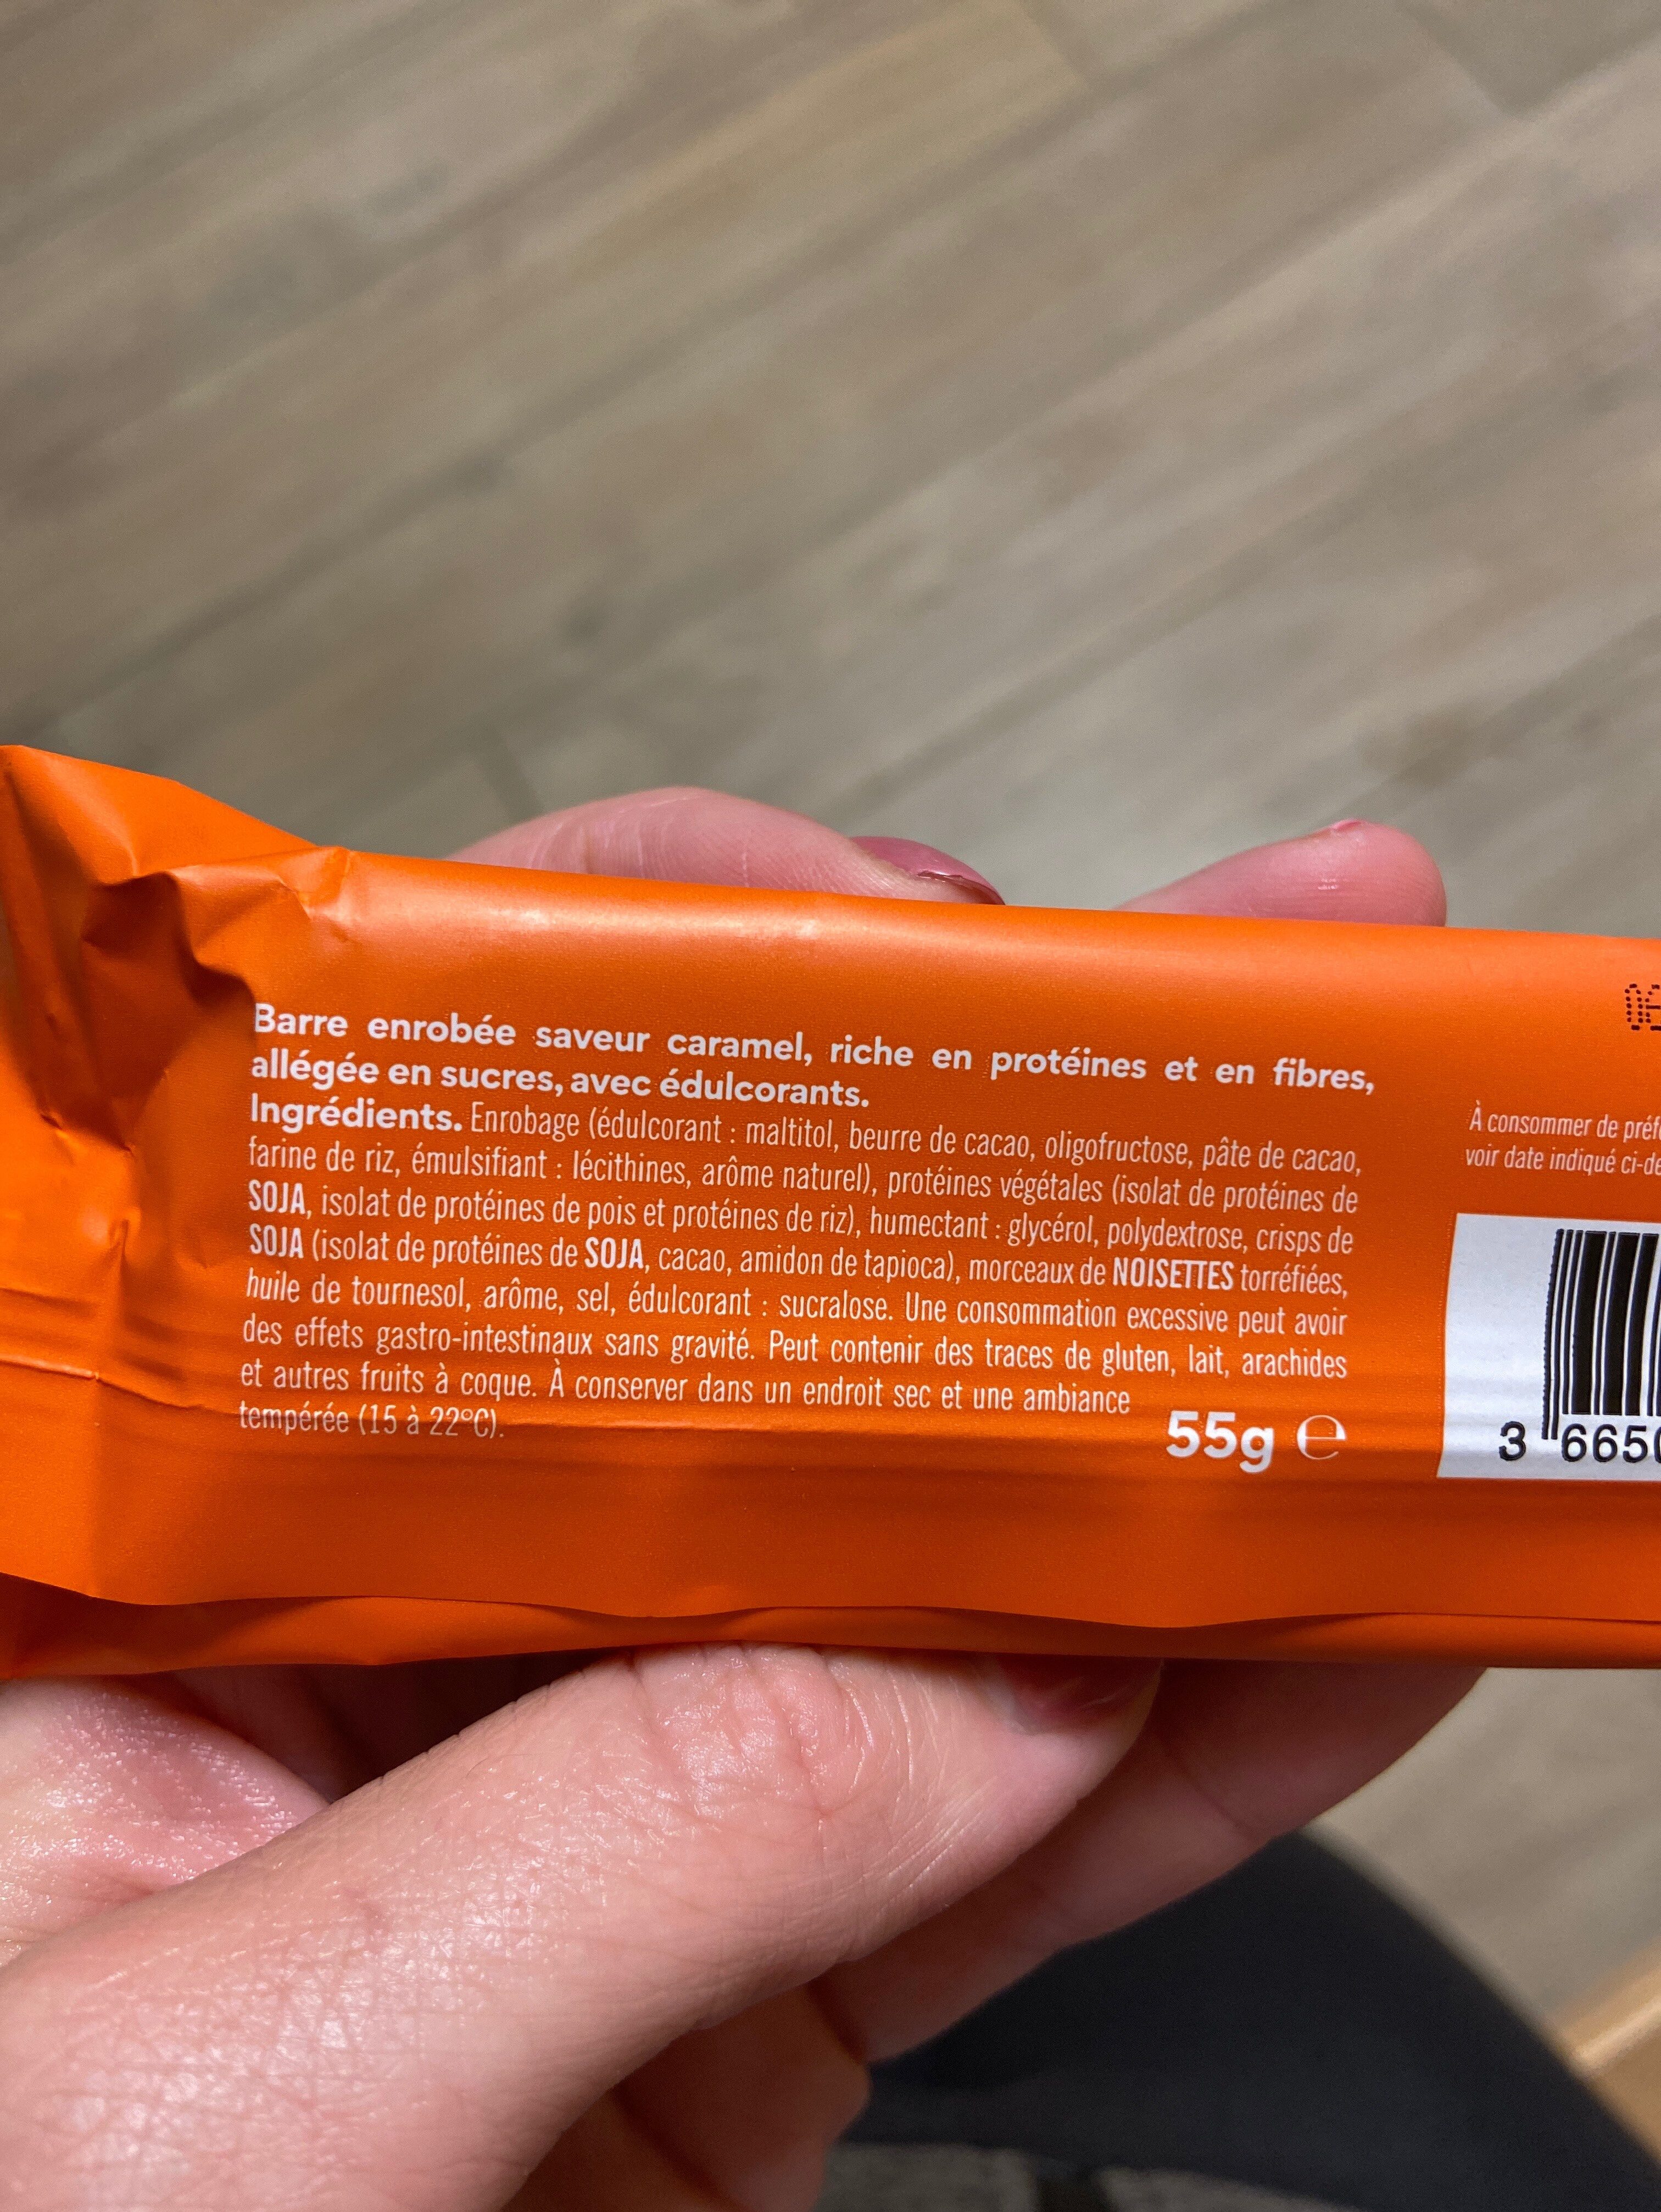 Barre enrobée saveur caramel, riche en protéines et en fibres,
allégée en sucres, avec édulcorants.
Ingrédients. Enrobage (édulcorant : maltitol, beurre de cacao, oligofructose, pâte de cacao,
farine de riz, émulsifiant : lécithines, arôme naturel), protéines végétales (isolat de protéines de
SOJA, isolat de protéines de pois et protéines de riz), humectant : glycérol, polydextrose, crisps de
SOJA (isolat de protéines de SOJA, cacao, amidon de tapioca), morceaux de NOISETTES torréfiées,
huile de tournesol, arôme, sel, édulcorant : sucralose. Une consommation excessive peut avoir
des effets gastro-intestinaux sans gravité. Peut contenir des traces de gluten, lait, arachides
et autres fruits à coque. À conserver dans un endroit sec et une ambiance
tempérée (15 à 22°C).
55g e
À consommer de
voir date indiqué
3 665